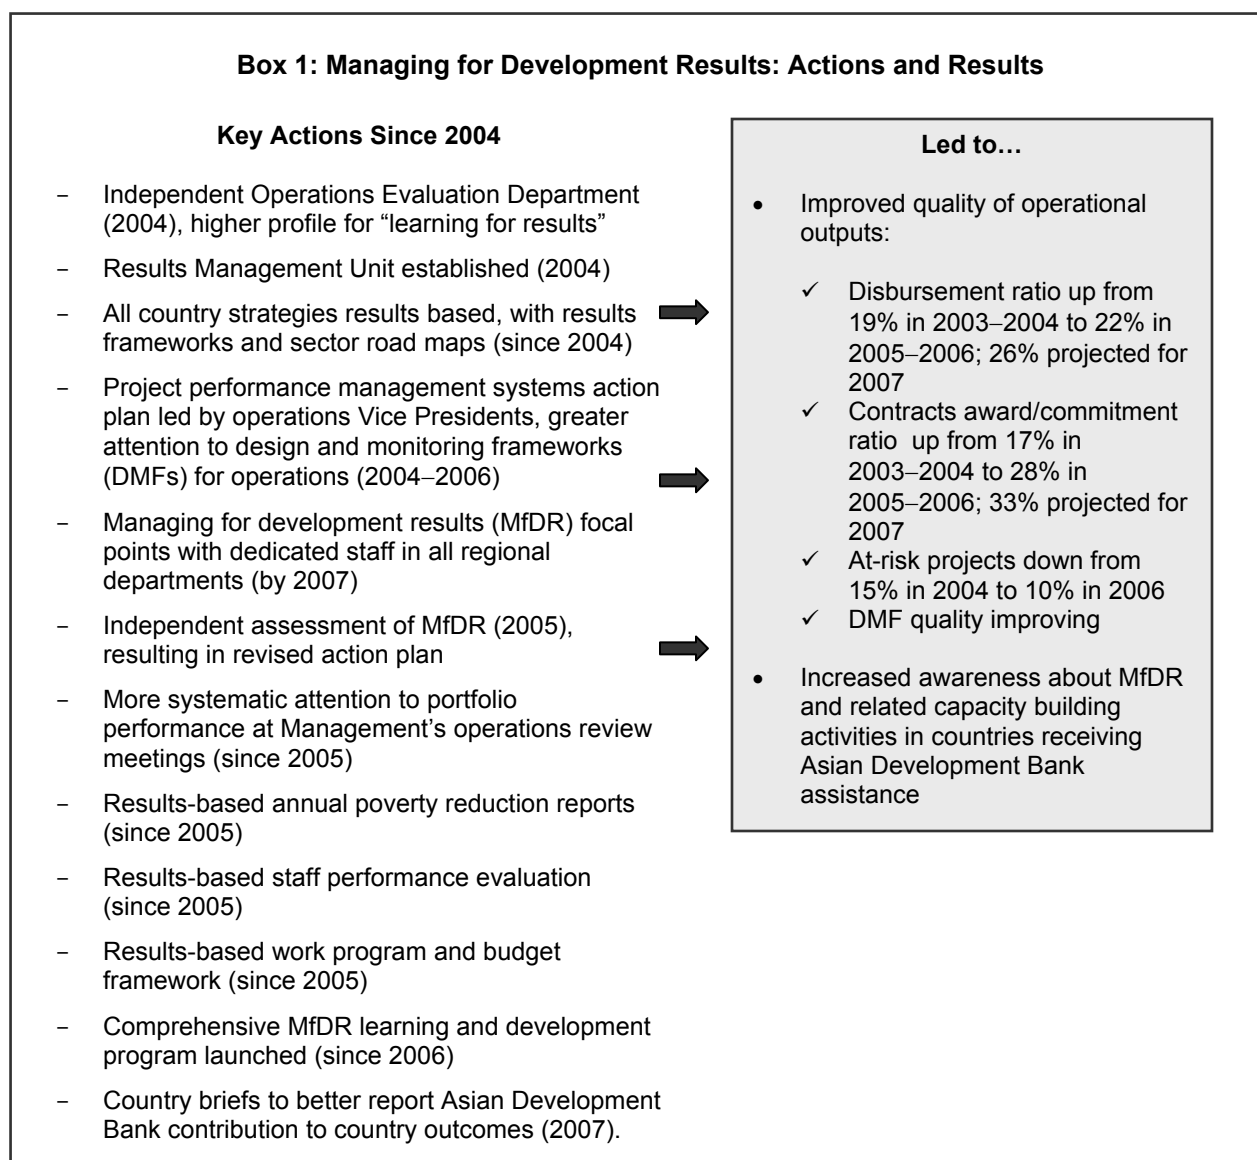 Box 1: Managing for Development Results: Actions and Results
Key Actions Since 2004
– Independent Operations Evaluation Department
(2004), higher profile for “learning for results”
– Results Management Unit established (2004)
– All country strategies results based, with results
frameworks and sector road maps (since 2004)
– Project performance management systems action
plan led by operations Vice Presidents, greater
attention to design and monitoring frameworks
(DMFs) for operations (2004–2006)
– Managing for development results (MfDR) focal
points with dedicated staff in all regional
departments (by 2007)
– Independent assessment of MfDR (2005),
resulting in revised action plan
– More systematic attention to portfolio
performance at Management’s operations review
meetings (since 2005)
– Results-based annual poverty reduction reports
(since 2005)
– Results-based staff performance evaluation
(since 2005)
– Results-based work program and budget
framework (since 2005)
– Comprehensive MfDR learning and development
program launched (since 2006)
– Country briefs to better report Asian Development
Bank contribution to country outcomes (2007).
Led to…
• Improved quality of operational
outputs:
✓ Disbursement ratio up from
19% in 2003–2004 to 22% in
2005–2006; 26% projected for
2007
✓ Contracts award/commitment
ratio up from 17% in
2003–2004 to 28% in
2005–2006; 33% projected for
2007
✓ At-risk projects down from
15% in 2004 to 10% in 2006
✓ DMF quality improving
• Increased awareness about MfDR
and related capacity building
activities in countries receiving
Asian Development Bank
assistance